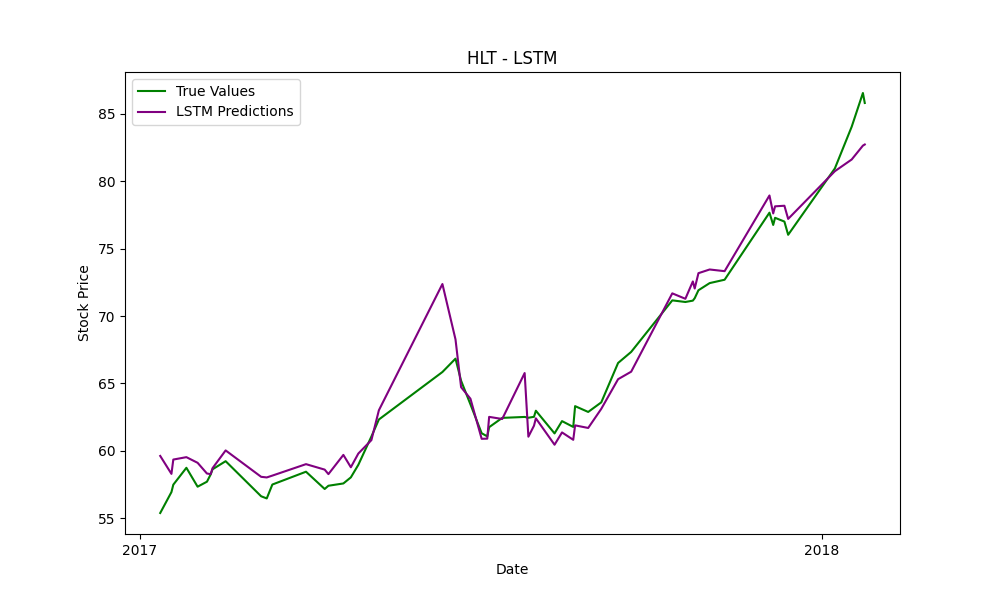 HLT - LSTM
True Values
LSTM Predictions
85
80
75
70
65
60
55
Stock Price
2017
2018
Date